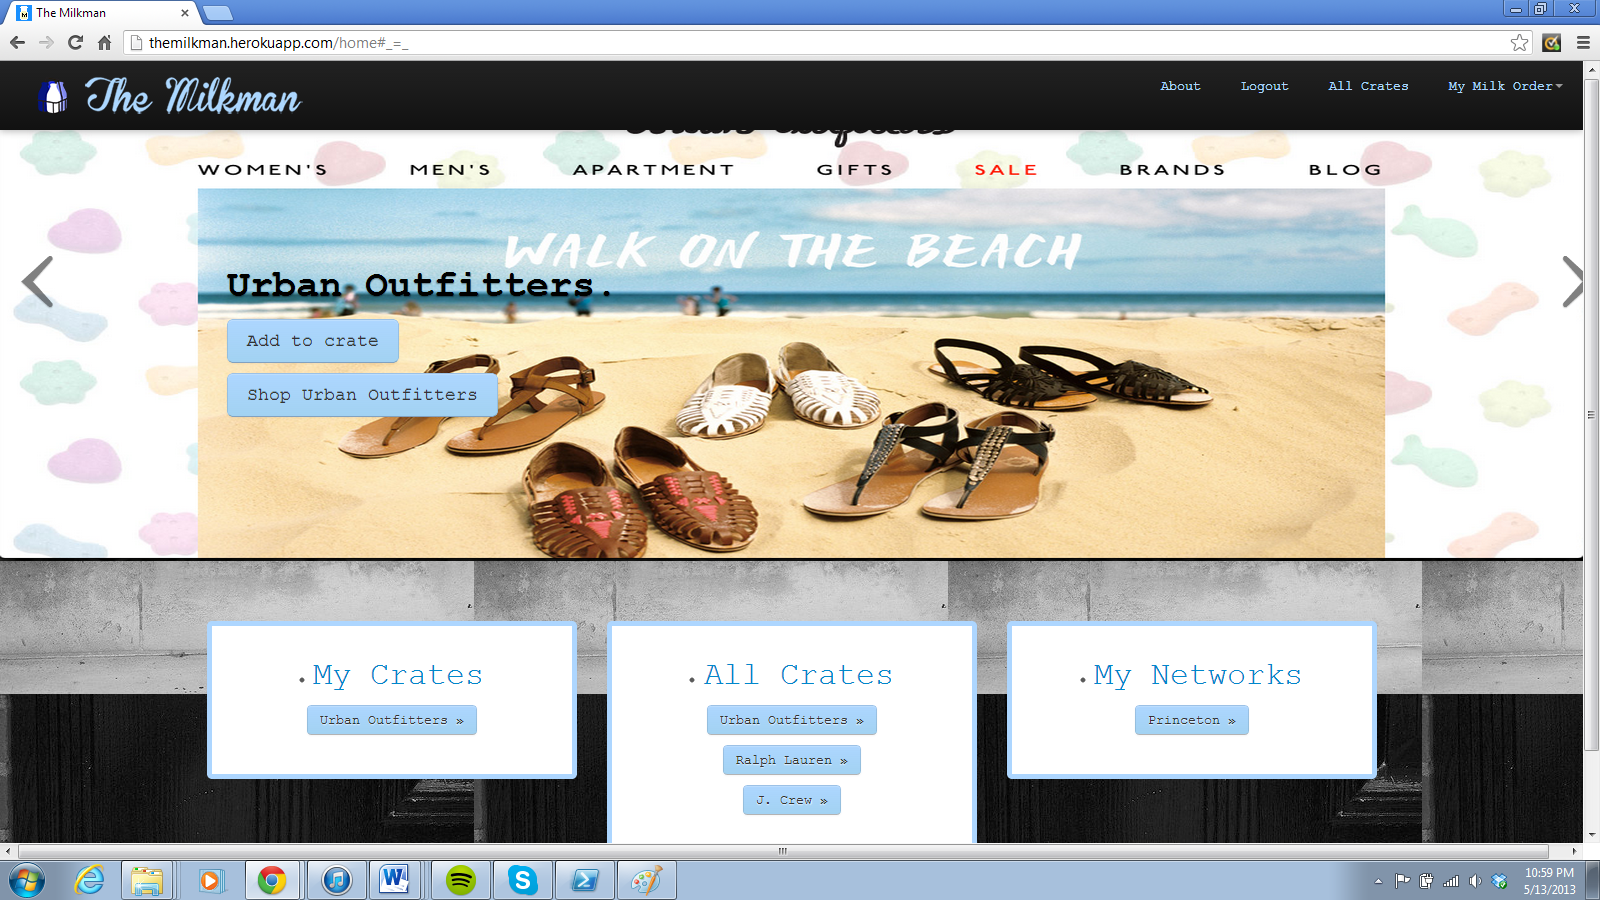 The Milkman
themilkman.herokuapp.com/home#_=_
The Milkman
About Logout All Crates My Milk Order
WOMEN'S MEN'S APARTMENT GIFTS SALE BRANDS BLOG
WALK ON THE BEACH
Urban Outfitters.
Add to crate
Shop Urban Outfitters
• My Crates
Urban Outfitters »
• All Crates
Urban Outfitters »
Ralph Lauren »
J. Crew »
• My Networks
Princeton »
10:59 PM
5/13/2013